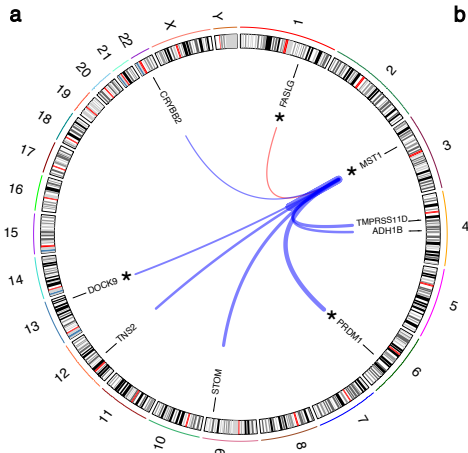 a
b
1
2
3
4
5
6
7
8
9
10
11
12
13
14
15
16
17
18
19
20
21
22
X
Y
CRYBB2
FASLG
*
MST1
*
TMPRSS11D
ADH1B
PRDM1
*
STOM
TNS2
DOCK9
*